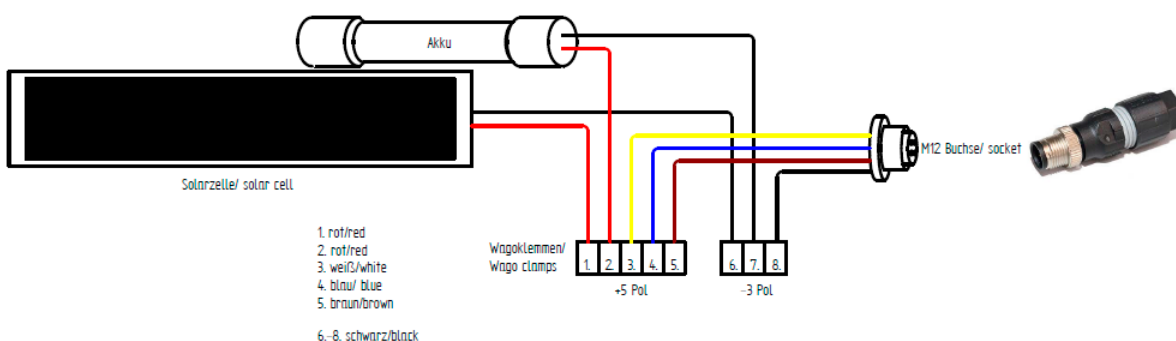 Akku
Solarzelle/ solar cell
M12 Buchse/ socket
1. rot/red
2. rot/red
3. weiß/white
4. blau/ blue
5. braun/brown
6.-8. schwarz/black
Wagoklemmen/
Wago clamps
1. 2. 3. 4. 5.
6. 7. 8.
+5 Pol
-3 Pol